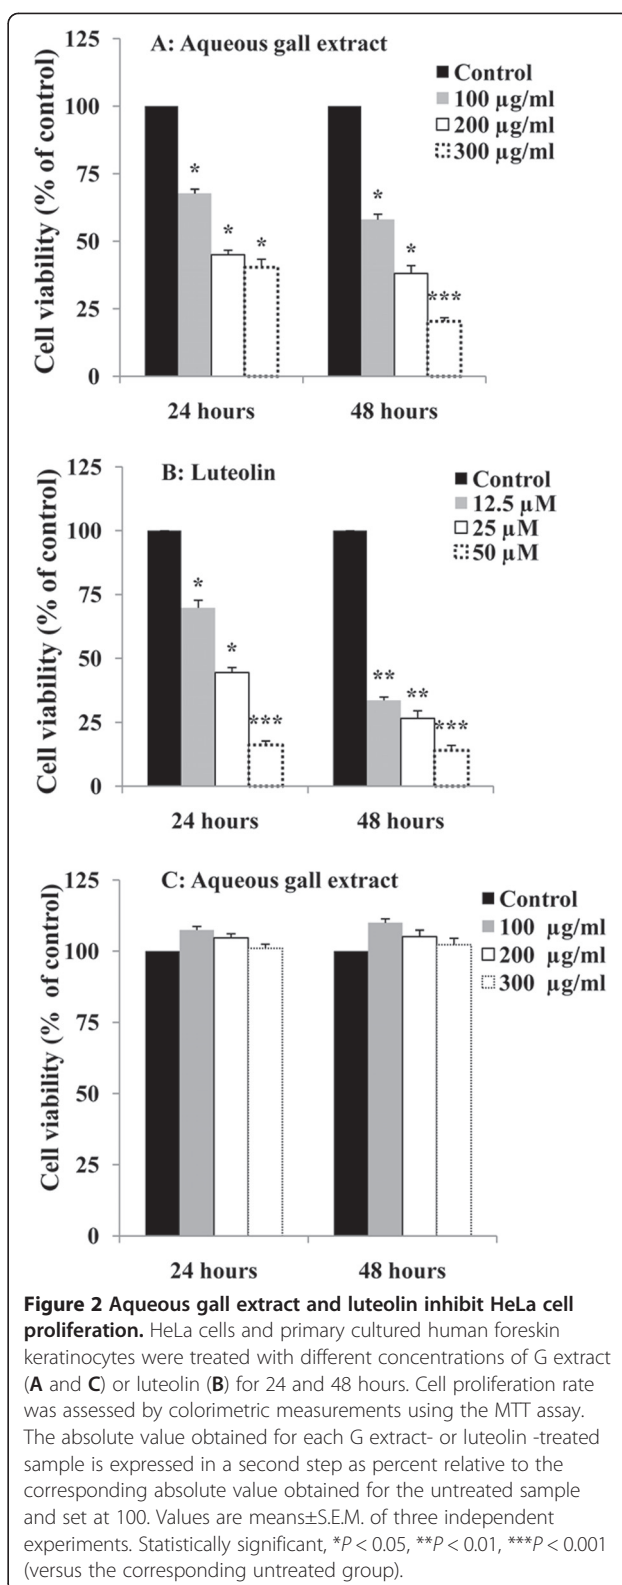 A: Aqueous gall extract
Control
100 µg/ml
200 µg/ml
300 µg/ml
Cell viability (% of control)
125
100
75
50
25
0
*
*
*
*
*
***
24 hours
48 hours
B: Luteolin
Control
12.5 µM
25 µM
50 µM
Cell viability (% of control)
125
100
75
50
25
0
*
*
***
**
**
***
24 hours
48 hours
C: Aqueous gall extract
Control
100 µg/ml
200 µg/ml
300 µg/ml
Cell viability (% of control)
125
100
75
50
25
0
24 hours
48 hours
Figure 2 Aqueous gall extract and luteolin inhibit HeLa cell
proliferation. HeLa cells and primary cultured human foreskin
keratinocytes were treated with different concentrations of G extract
(A and C) or luteolin (B) for 24 and 48 hours. Cell proliferation rate
was assessed by colorimetric measurements using the MTT assay.
The absolute value obtained for each G extract- or luteolin -treated
sample is expressed in a second step as percent relative to the
corresponding absolute value obtained for the untreated sample
and set at 100. Values are means±S.E.M. of three independent
experiments. Statistically significant, *P < 0.05, **P < 0.01, ***P < 0.001
(versus the corresponding untreated group).